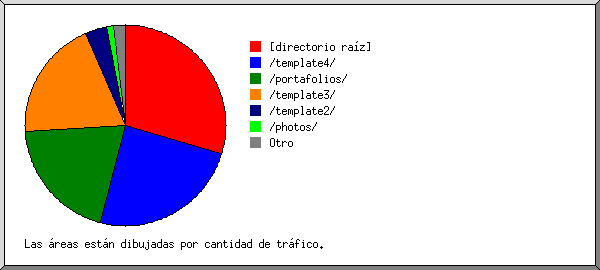 [directorio raíz]
/template4/
/portafolios/
/template3/
/template2/
/photos/
Otro
Las áreas están dibujadas por cantidad de tráfico.